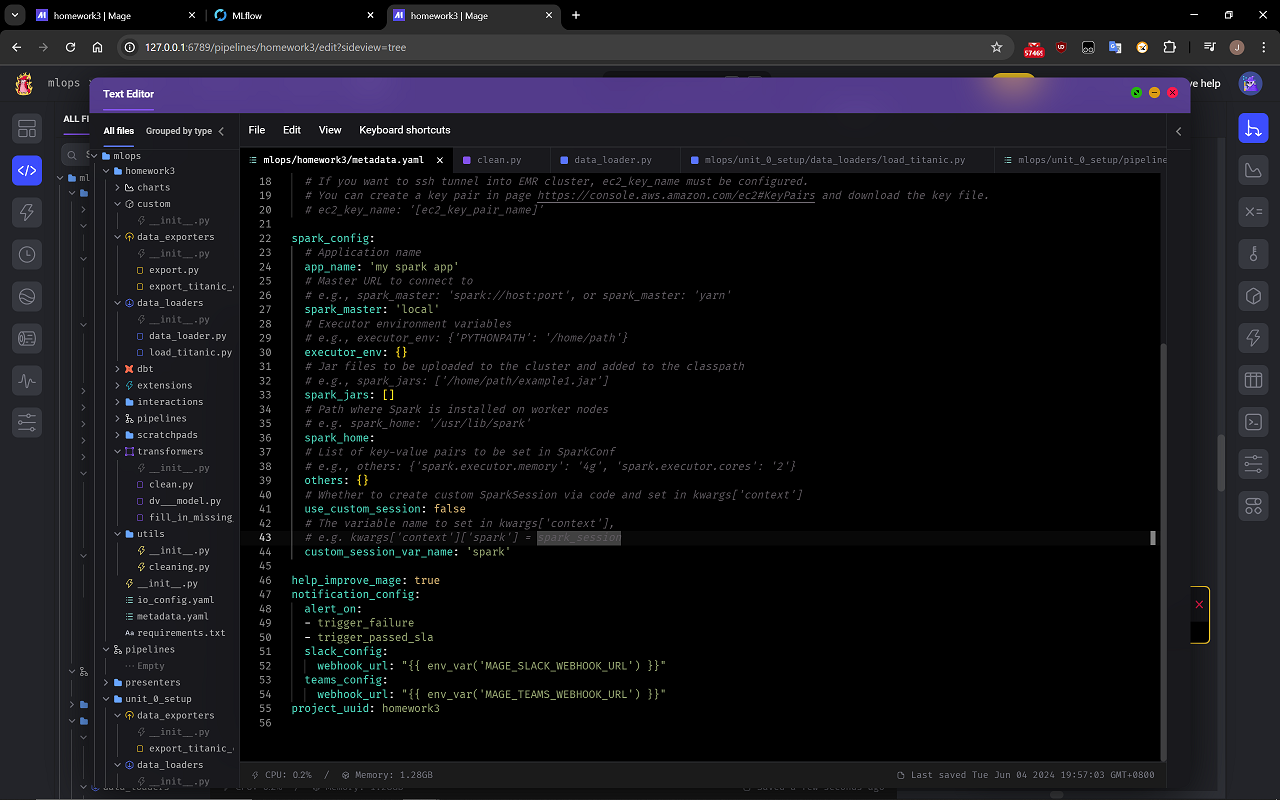 homework3 | Mage
MLflow
homework3 | Mage
127.0.0.1:6789/pipelines/homework3/edit?sideview=tree
57469
J
mlops
ve help
Text Editor
ALL FI
All files
Grouped by type
File
Edit
View
Keyboard shortcuts
mlops/homework3/metadata.yaml
clean.py
data_loader.py
mlops/unit_0_setup/data_loaders/load_titanic.py
mlops/unit_0_setup/pipeline
mlops
homework3
charts
custom
__init__.py
data_exporters
__init__.py
export.py
export_titanic_
data_loaders
__init__.py
data_loader.py
load_titanic.py
dbt
extensions
interactions
pipelines
scratchpads
transformers
__init__.py
clean.py
dv___model.py
fill_in_missing_
utils
__init__.py
cleaning.py
__init__.py
io_config.yaml
metadata.yaml
Aa requirements.txt
pipelines
Empty
presenters
unit_0_setup
data_exporters
__init__.py
export_titanic_
data_loaders
__init__.py
18 # If you want to ssh tunnel into EMR cluster, ec2_key_name must be configured.
19 # You can create a key pair in page https://console.aws.amazon.com/ec2#KeyPairs and download the key file.
20 # ec2_key_name: '[ec2_key_pair_name]'
21
22 spark_config:
23 # Application name
24 app_name: 'my spark app'
25 # Master URL to connect to
26 # e.g., spark_master: 'spark://host:port', or spark_master: 'yarn'
27 spark_master: 'local'
28 # Executor environment variables
29 # e.g., executor_env: {'PYTHONPATH': '/home/path'}
30 executor_env: {}
31 # Jar files to be uploaded to the cluster and added to the classpath
32 # e.g., spark_jars: ['/home/path/example1.jar']
33 spark_jars: []
34 # Path where Spark is installed on worker nodes
35 # e.g. spark_home: '/usr/lib/spark'
36 spark_home:
37 # List of key-value pairs to be set in SparkConf
38 # e.g., others: {'spark.executor.memory': '4g', 'spark.executor.cores': '2'}
39 others: {}
40 # Whether to create custom SparkSession via code and set in kwargs['context']
41 use_custom_session: false
42 # The variable name to set in kwargs['context'],
43 # e.g. kwargs['context']['spark'] = spark_session
44 custom_session_var_name: 'spark'
45
46 help_improve_mage: true
47 notification_config:
48 alert_on:
49 - trigger_failure
50 - trigger_passed_sla
51 slack_config:
52 webhook_url: "{{ env_var('MAGE_SLACK_WEBHOOK_URL') }}"
53 teams_config:
54 webhook_url: "{{ env_var('MAGE_TEAMS_WEBHOOK_URL') }}"
55 project_uuid: homework3
56
CPU: 0.2% / Memory: 1.28GB
Last saved Tue Jun 04 2024 19:57:03 GMT+0800